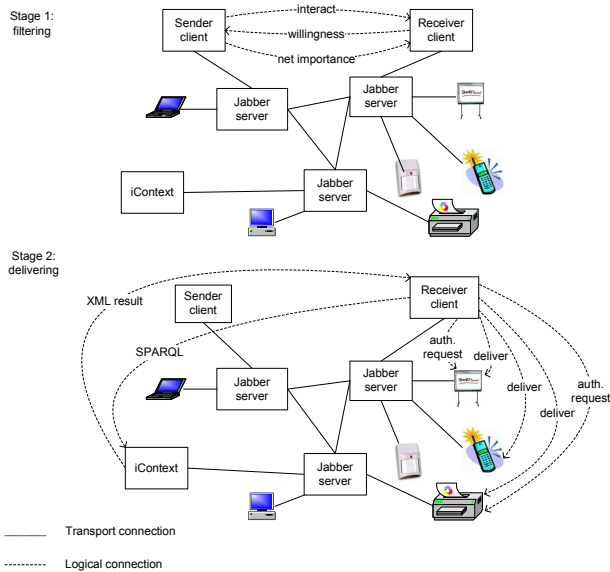 Stage 1:
filtering
Sender
client
interact
willingness
net importance
Receiver
client
Jabber
server
Jabber
server
iContext
Jabber
server
Stage 2:
delivering
XML result
Sender
client
Receiver
client
SPARQL
auth.
request
deliver
deliver
deliver
auth.
request
Jabber
server
Jabber
server
iContext
Jabber
server
Transport connection
Logical connection